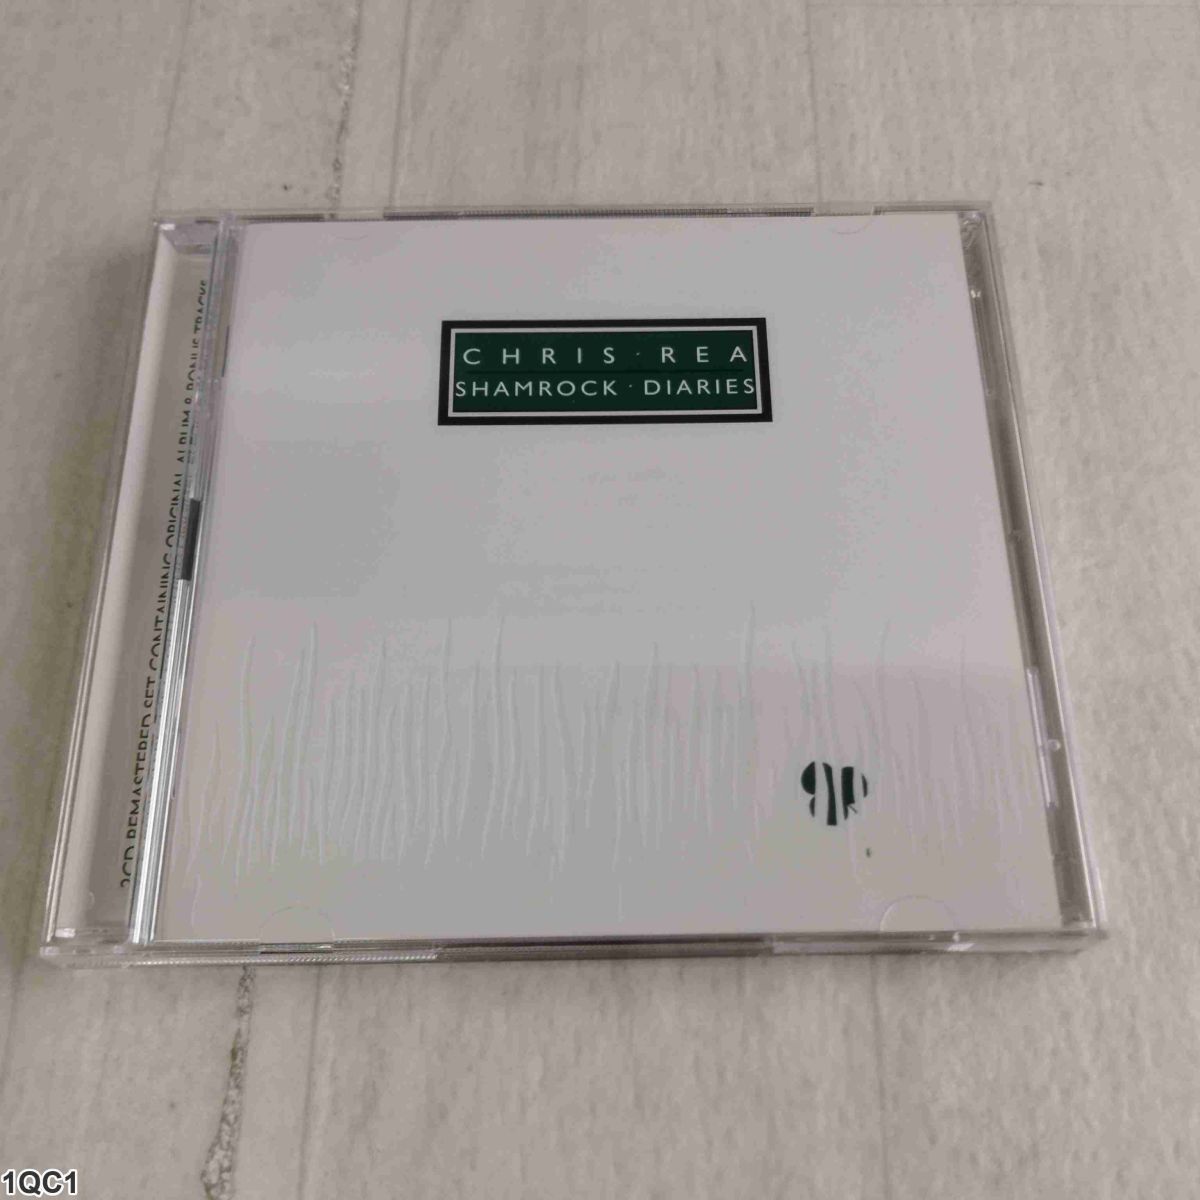 CHRIS · REA
SHAMROCK · DIARIES
2CD REMASTERED SET CONTAINING ORIGINAL ALBUM & BONUS TRACKS
1QC1